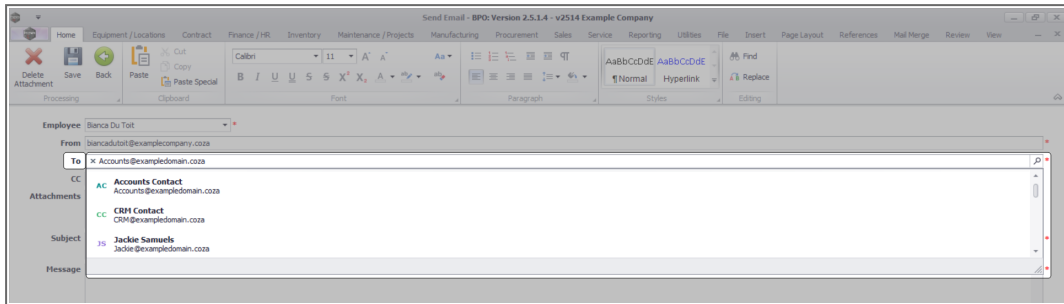 Send Email - BPO: Version 2.5.1.4 - v2514 Example Company
Home Equipment / Locations Contract Finance / HR Inventory Maintenance / Projects Manufacturing Procurement Sales Service Reporting Utilities File Insert Page Layout References Mail Merge Review View
Delete Attachment
Save
Back
Paste
Cut
Copy
Paste Special
Calibri 11
B I U
AaBbCcDdE AaBbCcDdE
¶ Normal Hyperlink
Find
Replace
Processing Clipboard Font Paragraph Styles Editing
Employee Bianca Du Toit
From biancadutoit@examplecompany.coza
To × Accounts@exampledomain.coza
CC
Attachments
AC Accounts Contact
Accounts@exampledomain.coza
CC CRM Contact
CRM@exampledomain.coza
JS Jackie Samuels
Jackie@exampledomain.coza
Subject
Message